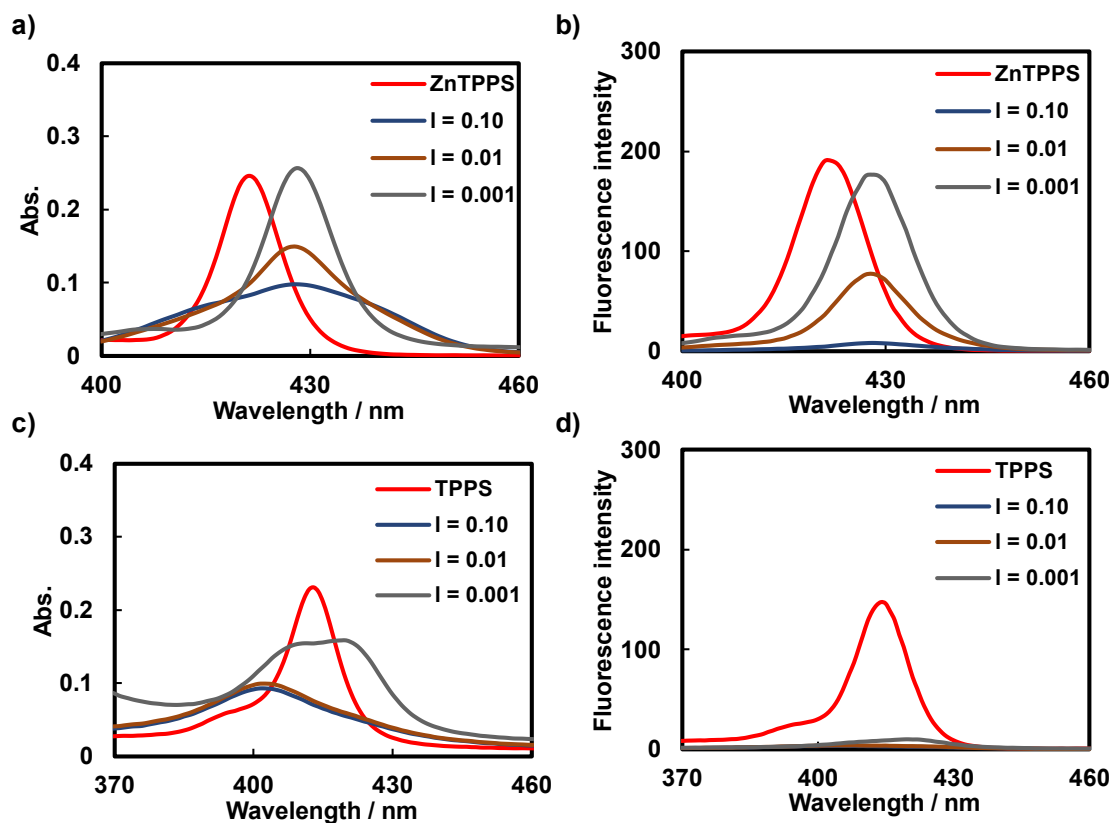 a)
Abs.
0.4
0.3
0.2
0.1
0
ZnTPPS
I = 0.10
I = 0.01
I = 0.001
400
430
460
Wavelength / nm
b)
Fluorescence intensity
300
200
100
0
ZnTPPS
I = 0.10
I = 0.01
I = 0.001
400
430
460
Wavelength / nm
c)
Abs.
0.4
0.3
0.2
0.1
0
TPPS
I = 0.10
I = 0.01
I = 0.001
370
400
430
460
Wavelength / nm
d)
Fluorescence intensity
300
200
100
0
TPPS
I = 0.10
I = 0.01
I = 0.001
370
400
430
460
Wavelength / nm